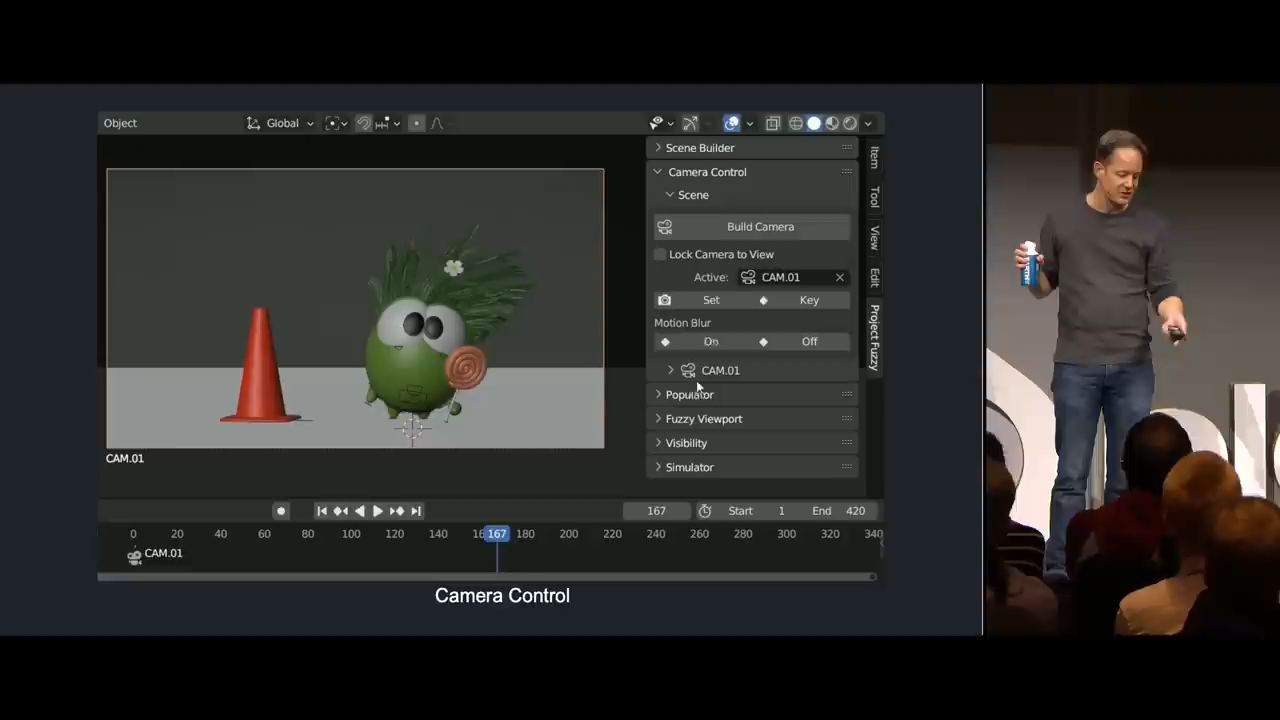 Object
Global
Scene Builder
Camera Control
Scene
Build Camera
Lock Camera to View
Active: CAM.01
Set Key
Motion Blur
On Off
CAM.01
Populator
Fuzzy Viewport
Visibility
Simulator
Item
Tool
View
Edit
Project Fuzzy
CAM.01
167 Start 1 End 420
0 20 40 60 80 100 120 140 16 167 180 200 220 240 260 280 300 320 340
CAM.01
Camera Control